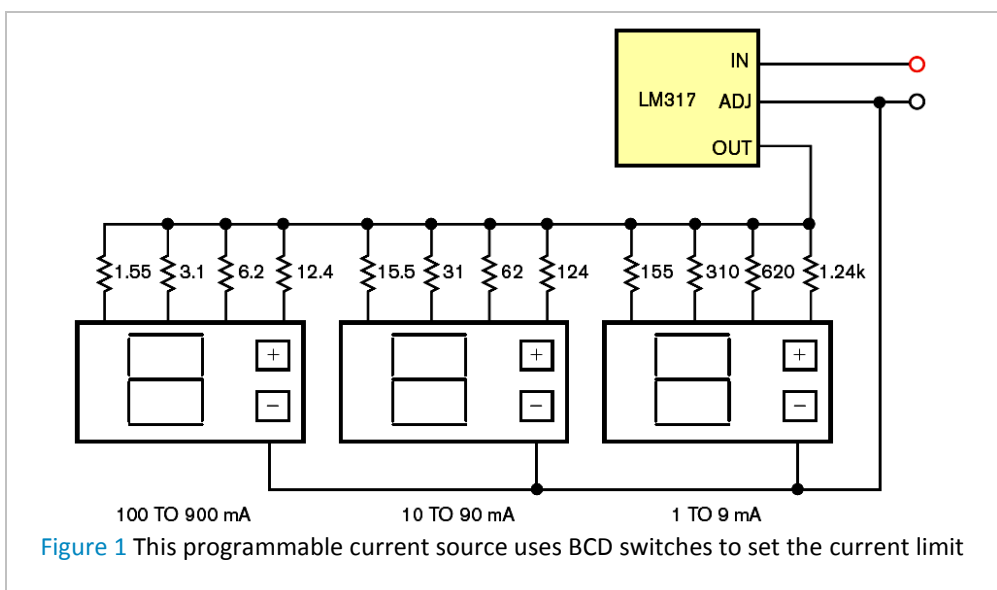 IN
LM317 ADJ
OUT
1.55 3.1 6.2 12.4 15.5 31 62 124 155 310 620 1.24k
+ + +
− − −
100 TO 900 mA 10 TO 90 mA 1 TO 9 mA
Figure 1 This programmable current source uses BCD switches to set the current limit